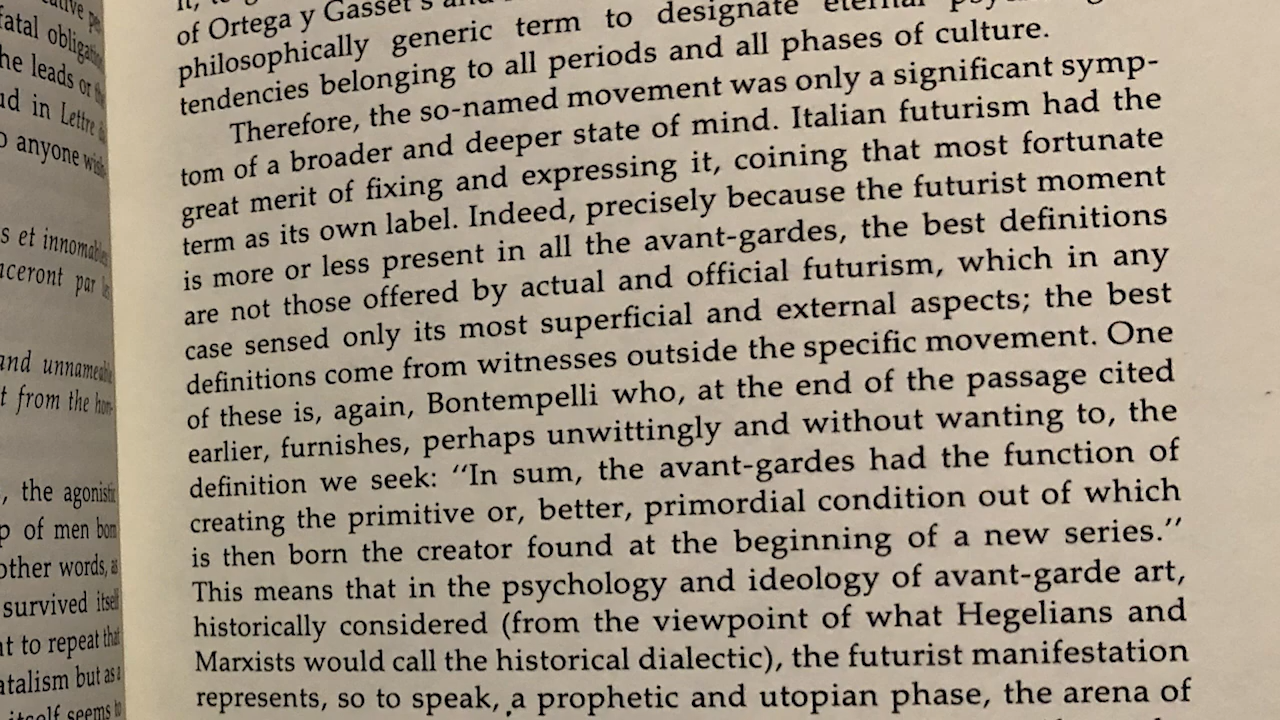 fatal
he leads or
ud in Lettre
o anyone
s et
aceront par
and
t from the
, the
p of men born
other words, as
survived itself
nt to repeat that
atalism but as a
itself seems to
of Ortega y Gasset's and
philosophically generic term to designate eternal
tendencies belonging to all periods and all phases of culture.
Therefore, the so-named movement was only a significant symp-
tom of a broader and deeper state of mind. Italian futurism had the
great merit of fixing and expressing it, coining that most fortunate
term as its own label. Indeed, precisely because the futurist moment
is more or less present in all the avant-gardes, the best definitions
are not those offered by actual and official futurism, which in any
case sensed only its most superficial and external aspects; the best
definitions come from witnesses outside the specific movement. One
of these is, again, Bontempelli who, at the end of the passage cited
earlier, furnishes, perhaps unwittingly and without wanting to, the
definition we seek: “In sum, the avant-gardes had the function of
creating the primitive or, better, primordial condition out of which
is then born the creator found at the beginning of a new series.”
This means that in the psychology and ideology of avant-garde art,
historically considered (from the viewpoint of what Hegelians and
Marxists would call the historical dialectic), the futurist manifestation
represents, so to speak, a prophetic and utopian phase, the arena of